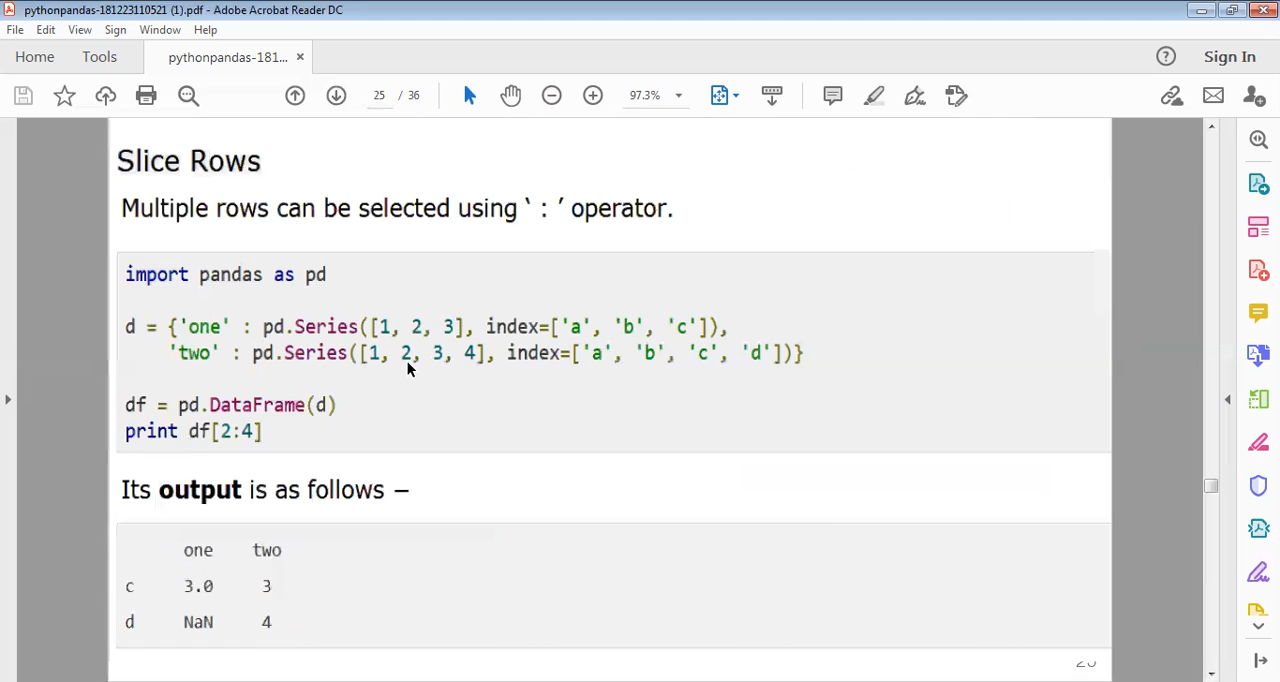 pythonpandas-181223110521 (1).pdf - Adobe Acrobat Reader DC
File Edit View Sign Window Help
Home Tools pythonpandas-181... × ? Sign In
25 / 36 97.3%
Slice Rows
Multiple rows can be selected using ‘ : ’ operator.
import pandas as pd
d = {'one' : pd.Series([1, 2, 3], index=['a', 'b', 'c']),
'two' : pd.Series([1, 2, 3, 4], index=['a', 'b', 'c', 'd'])}
df = pd.DataFrame(d)
print df[2:4]
Its output is as follows −
one two
c 3.0 3
d NaN 4